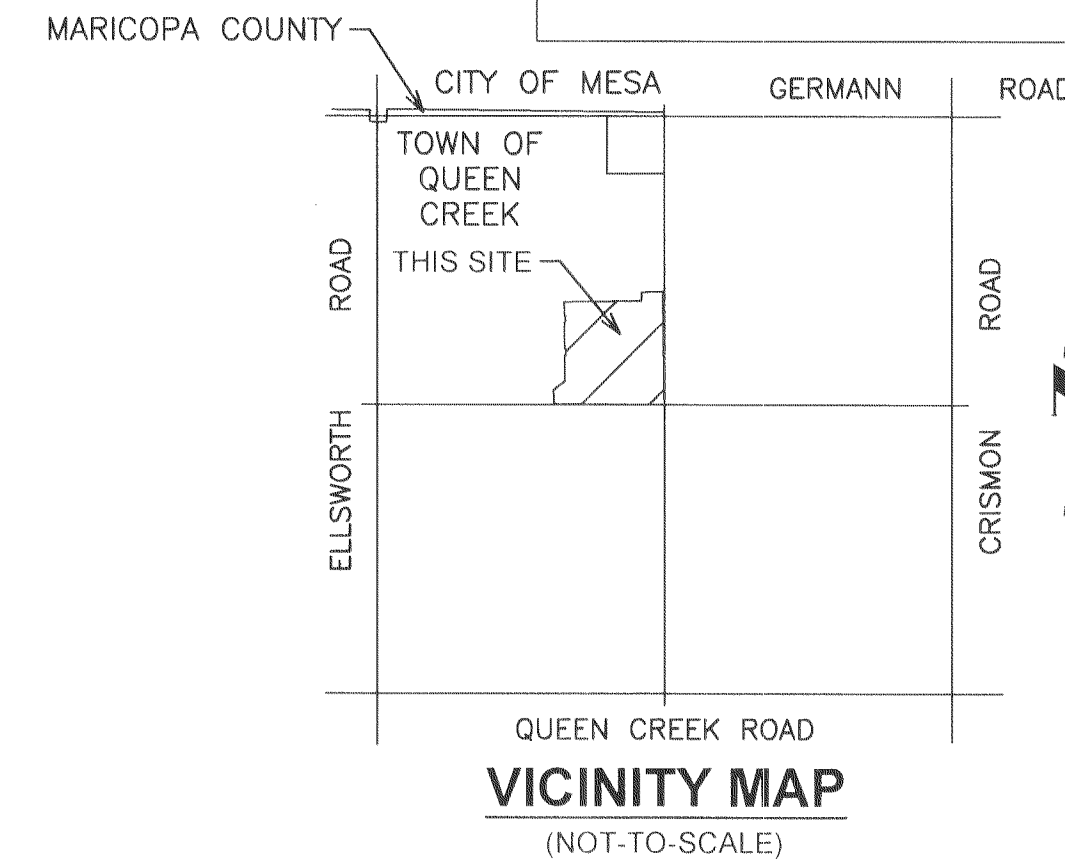 MARICOPA COUNTY
CITY OF MESA
GERMANN ROAD
TOWN OF
QUEEN
CREEK
THIS SITE
ELLSWORTH ROAD
CRISMON ROAD
QUEEN CREEK ROAD
VICINITY MAP
(NOT-TO-SCALE)